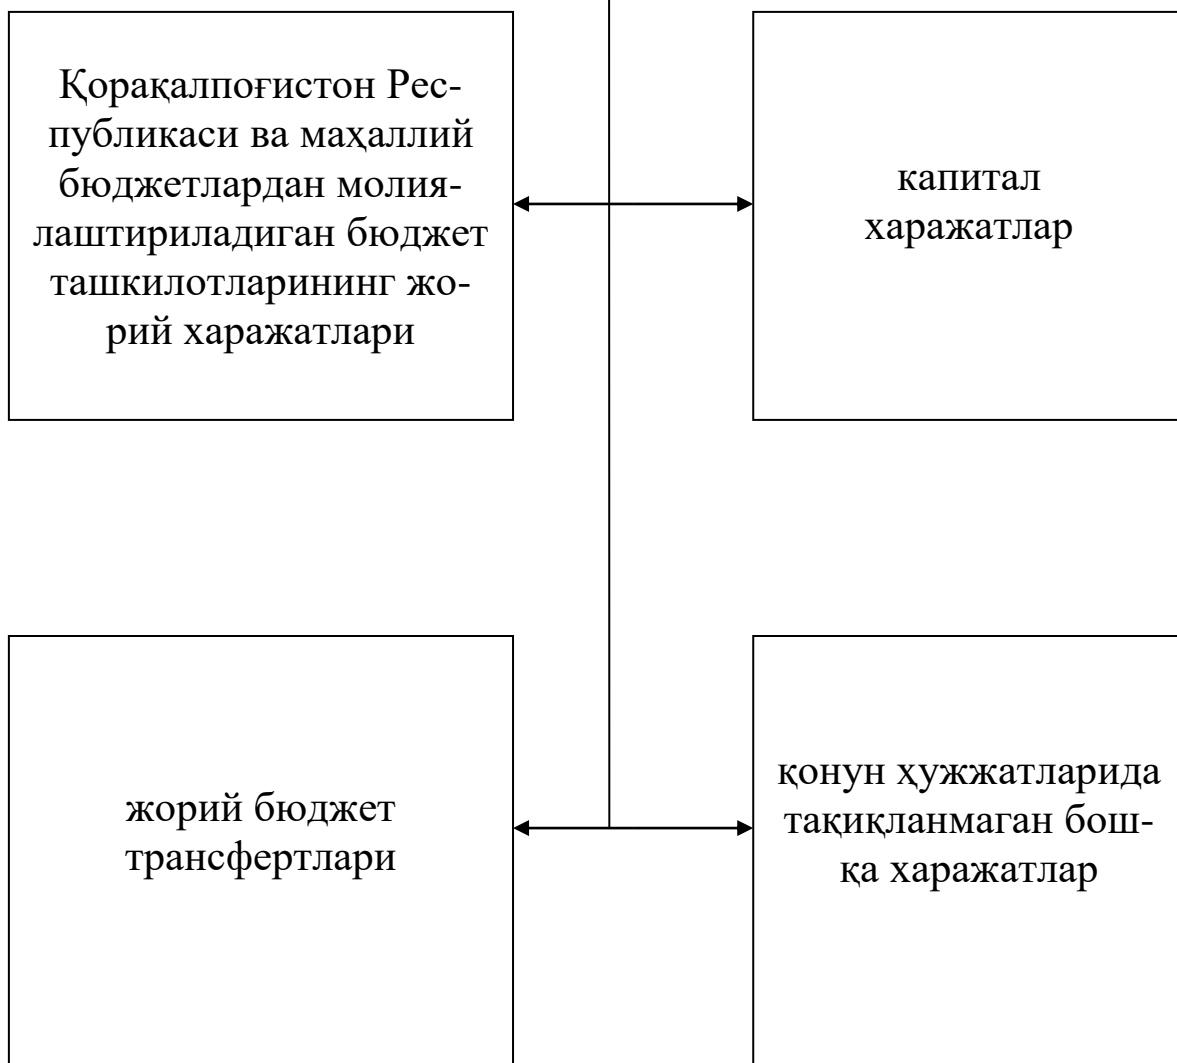 Қорақалпоғистон Рес-
публикаси ва маҳаллий
бюджетлардан молия-
лаштириладиган бюджет
ташкилотларининг жо-
рий харажатлари
капитал
харажатлар
жорий бюджет
трансфертлари
қонун ҳужжатларида
тақиқланмаган бош-
қа харажатлар